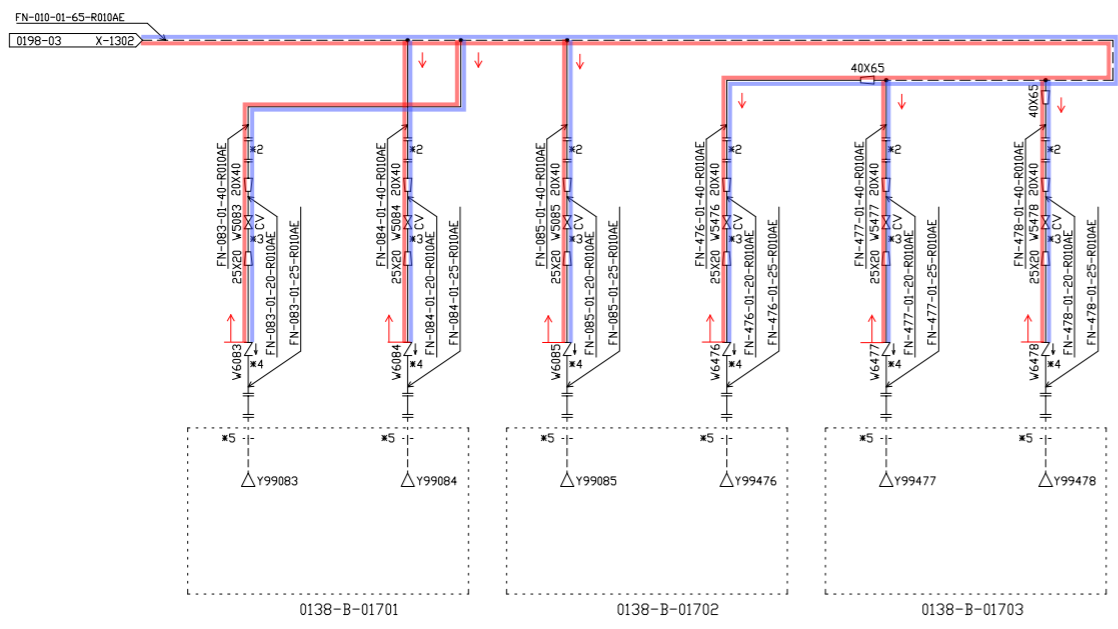 FN-010-01-65-R010AE
0198-03 X-1302
40X65
40X65
FN-083-01-40-R010AE
*2
20X40
W5083
CV
*3
25X20
FN-083-01-20-R010AE
FN-083-01-25-R010AE
W6083
*4
*5
Y99083
FN-084-01-40-R010AE
*2
20X40
W5084
CV
*3
25X20
FN-084-01-20-R010AE
FN-084-01-25-R010AE
W6084
*4
*5
Y99084
FN-085-01-40-R010AE
*2
20X40
W5085
CV
*3
25X20
FN-085-01-20-R010AE
FN-085-01-25-R010AE
W6085
*4
*5
Y99085
FN-476-01-40-R010AE
*2
20X40
W5476
CV
*3
25X20
FN-476-01-20-R010AE
FN-476-01-25-R010AE
W6476
*4
*5
Y99476
FN-477-01-40-R010AE
*2
20X40
W5477
CV
*3
25X20
FN-477-01-20-R010AE
FN-477-01-25-R010AE
W6477
*4
*5
Y99477
FN-478-01-40-R010AE
*2
20X40
W5478
CV
*3
25X20
FN-478-01-20-R010AE
FN-478-01-25-R010AE
W6478
*4
*5
Y99478
0138-B-01701
0138-B-01702
0138-B-01703